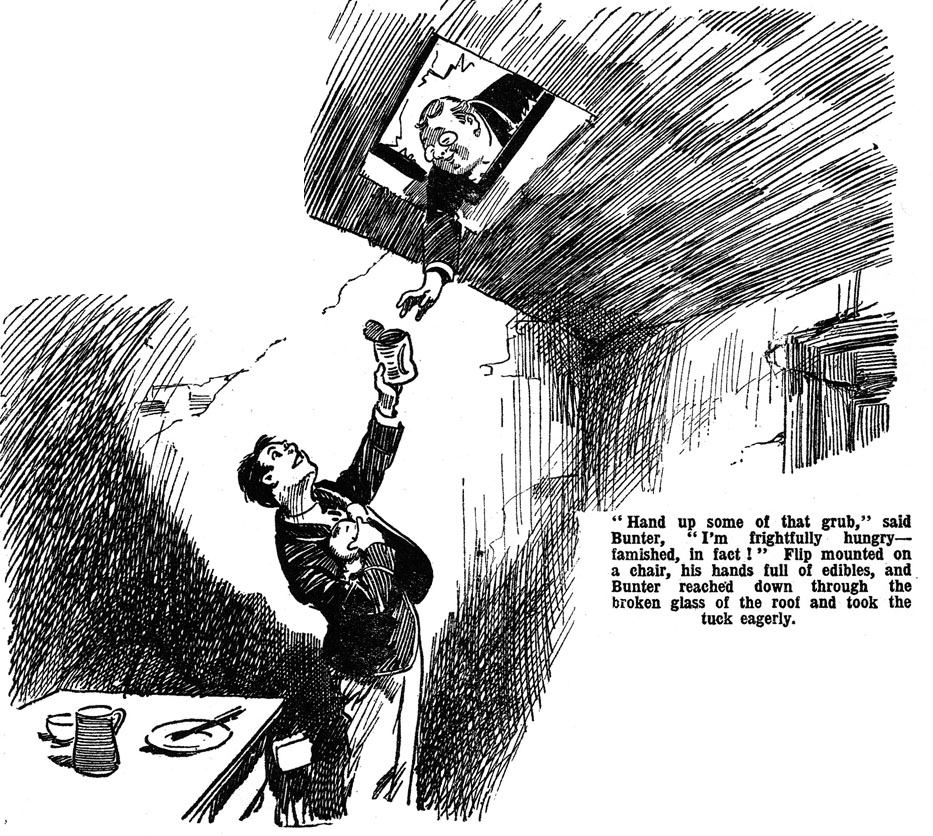 “ Hand up some of that grub,” said
Bunter, “ I’m frightfully hungry—
famished, in fact ! ” Flip mounted on
a chair, his hands full of edibles, and
Bunter reached down through the
broken glass of the roof and took the
tuck eagerly.